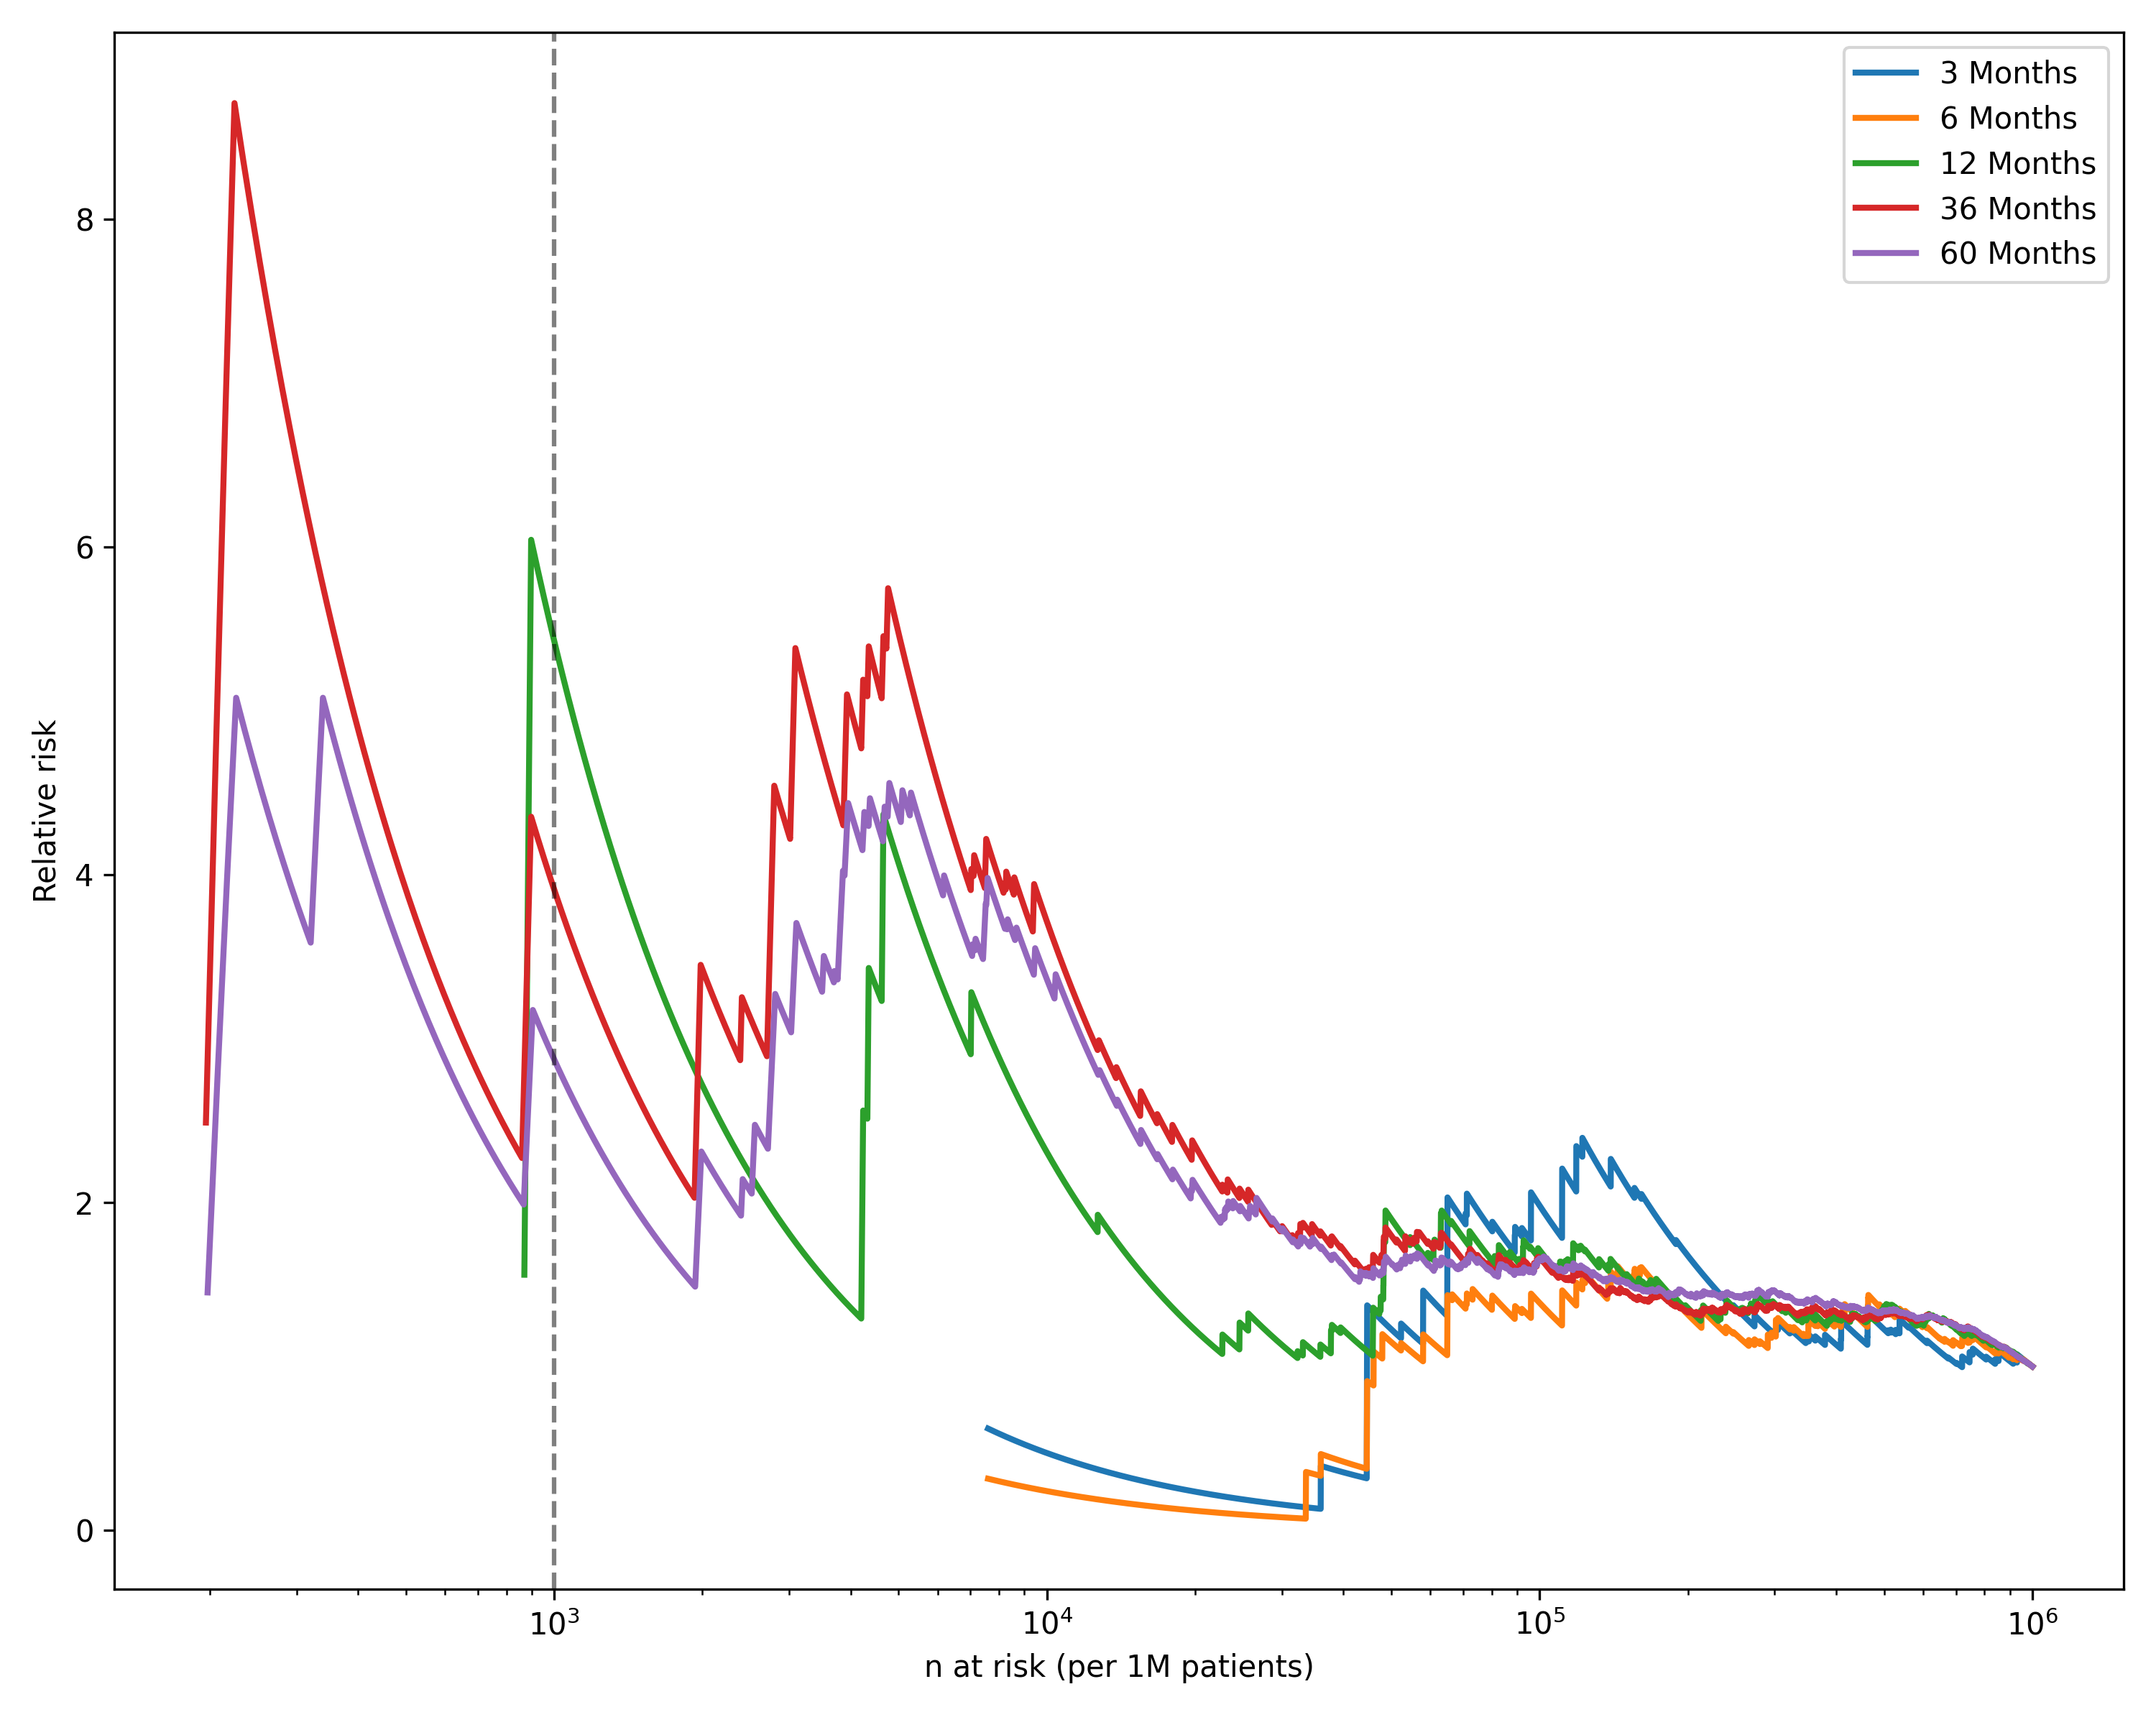 3 Months
6 Months
12 Months
36 Months
60 Months
Relative risk
8
6
4
2
0
10³
10⁴
10⁵
10⁶
n at risk (per 1M patients)